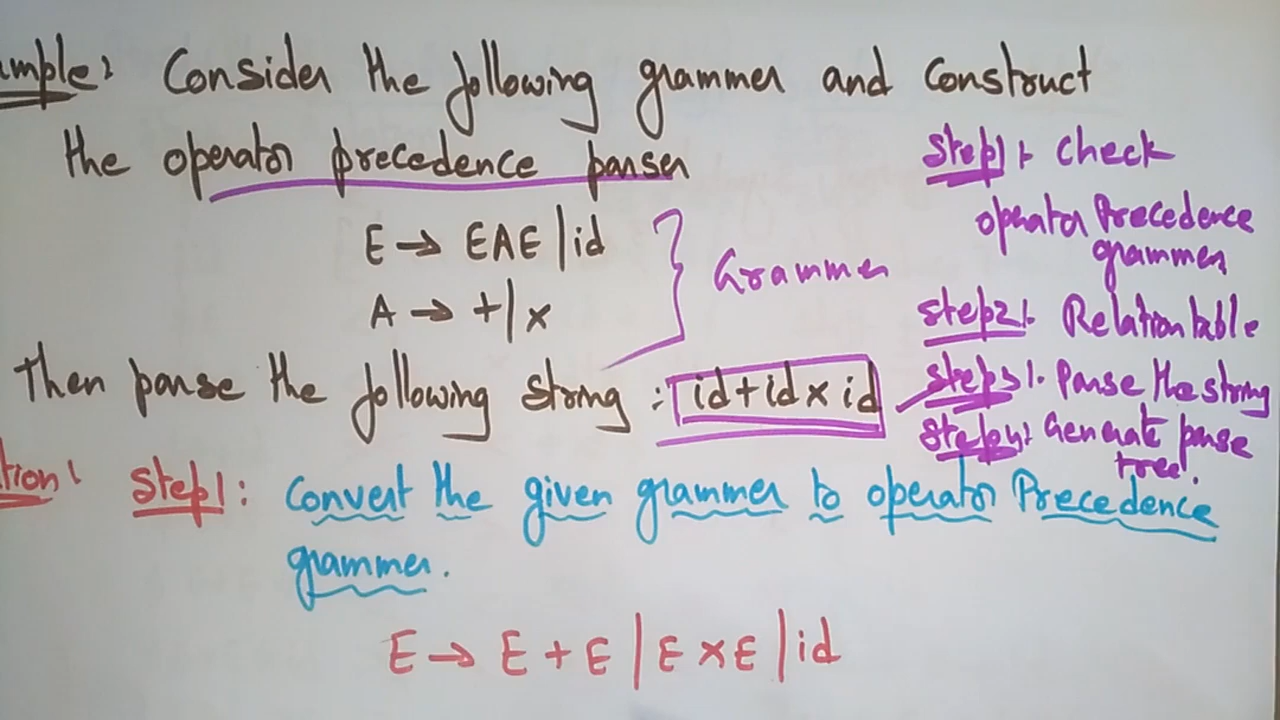 ample: Consider the following grammer and construct
the operator precedence parser
E → EAE | id
A → + | x
Grammer
Then parse the following string : id + id x id
Step1: Check
operator Precedence
grammer
Step2: Relation table
Step3: Parse the string
Step4: Generate parse
tree.
tion: Step1: Convert the given grammer to operator Precedence
grammer.
E → E + E | E x E | id